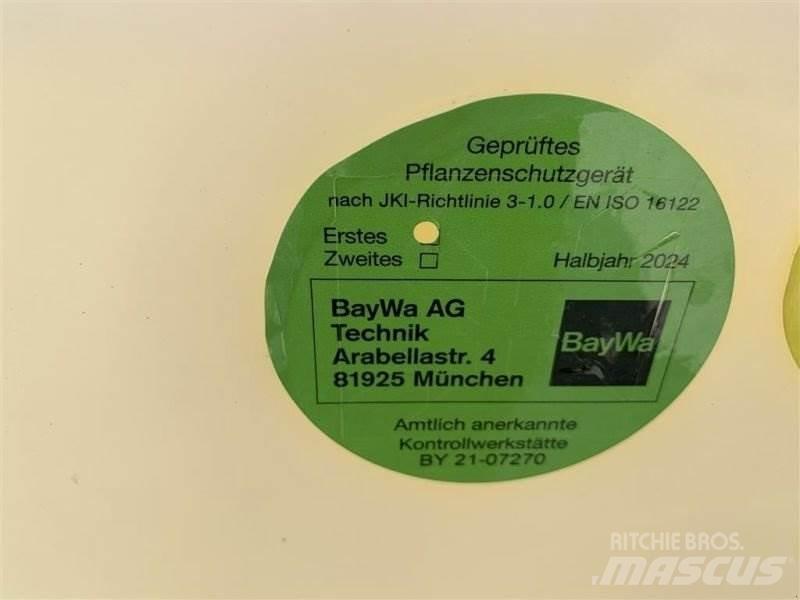 Geprüftes
Pflanzenschutzgerät
nach JKI-Richtlinie 3-1.0 / EN ISO 16122
Erstes
Zweites Halbjahr 2024
BayWa AG
Technik
Arabellastr. 4
81925 München
BayWa
Amtlich anerkannte
Kontrollwerkstätte
BY 21-07270
RITCHIE BROS.
MASCUS